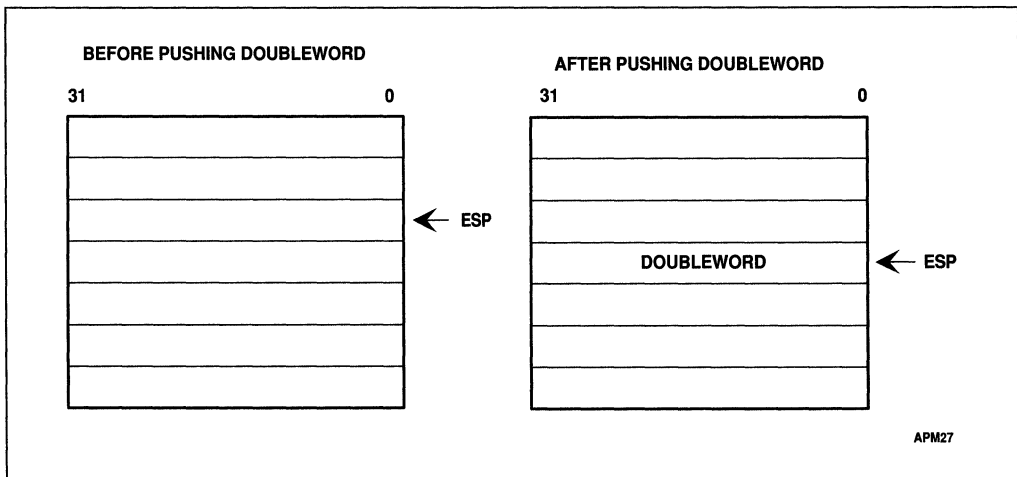 BEFORE PUSHING DOUBLEWORD
31 0
ESP
AFTER PUSHING DOUBLEWORD
31 0
DOUBLEWORD
ESP
APM27